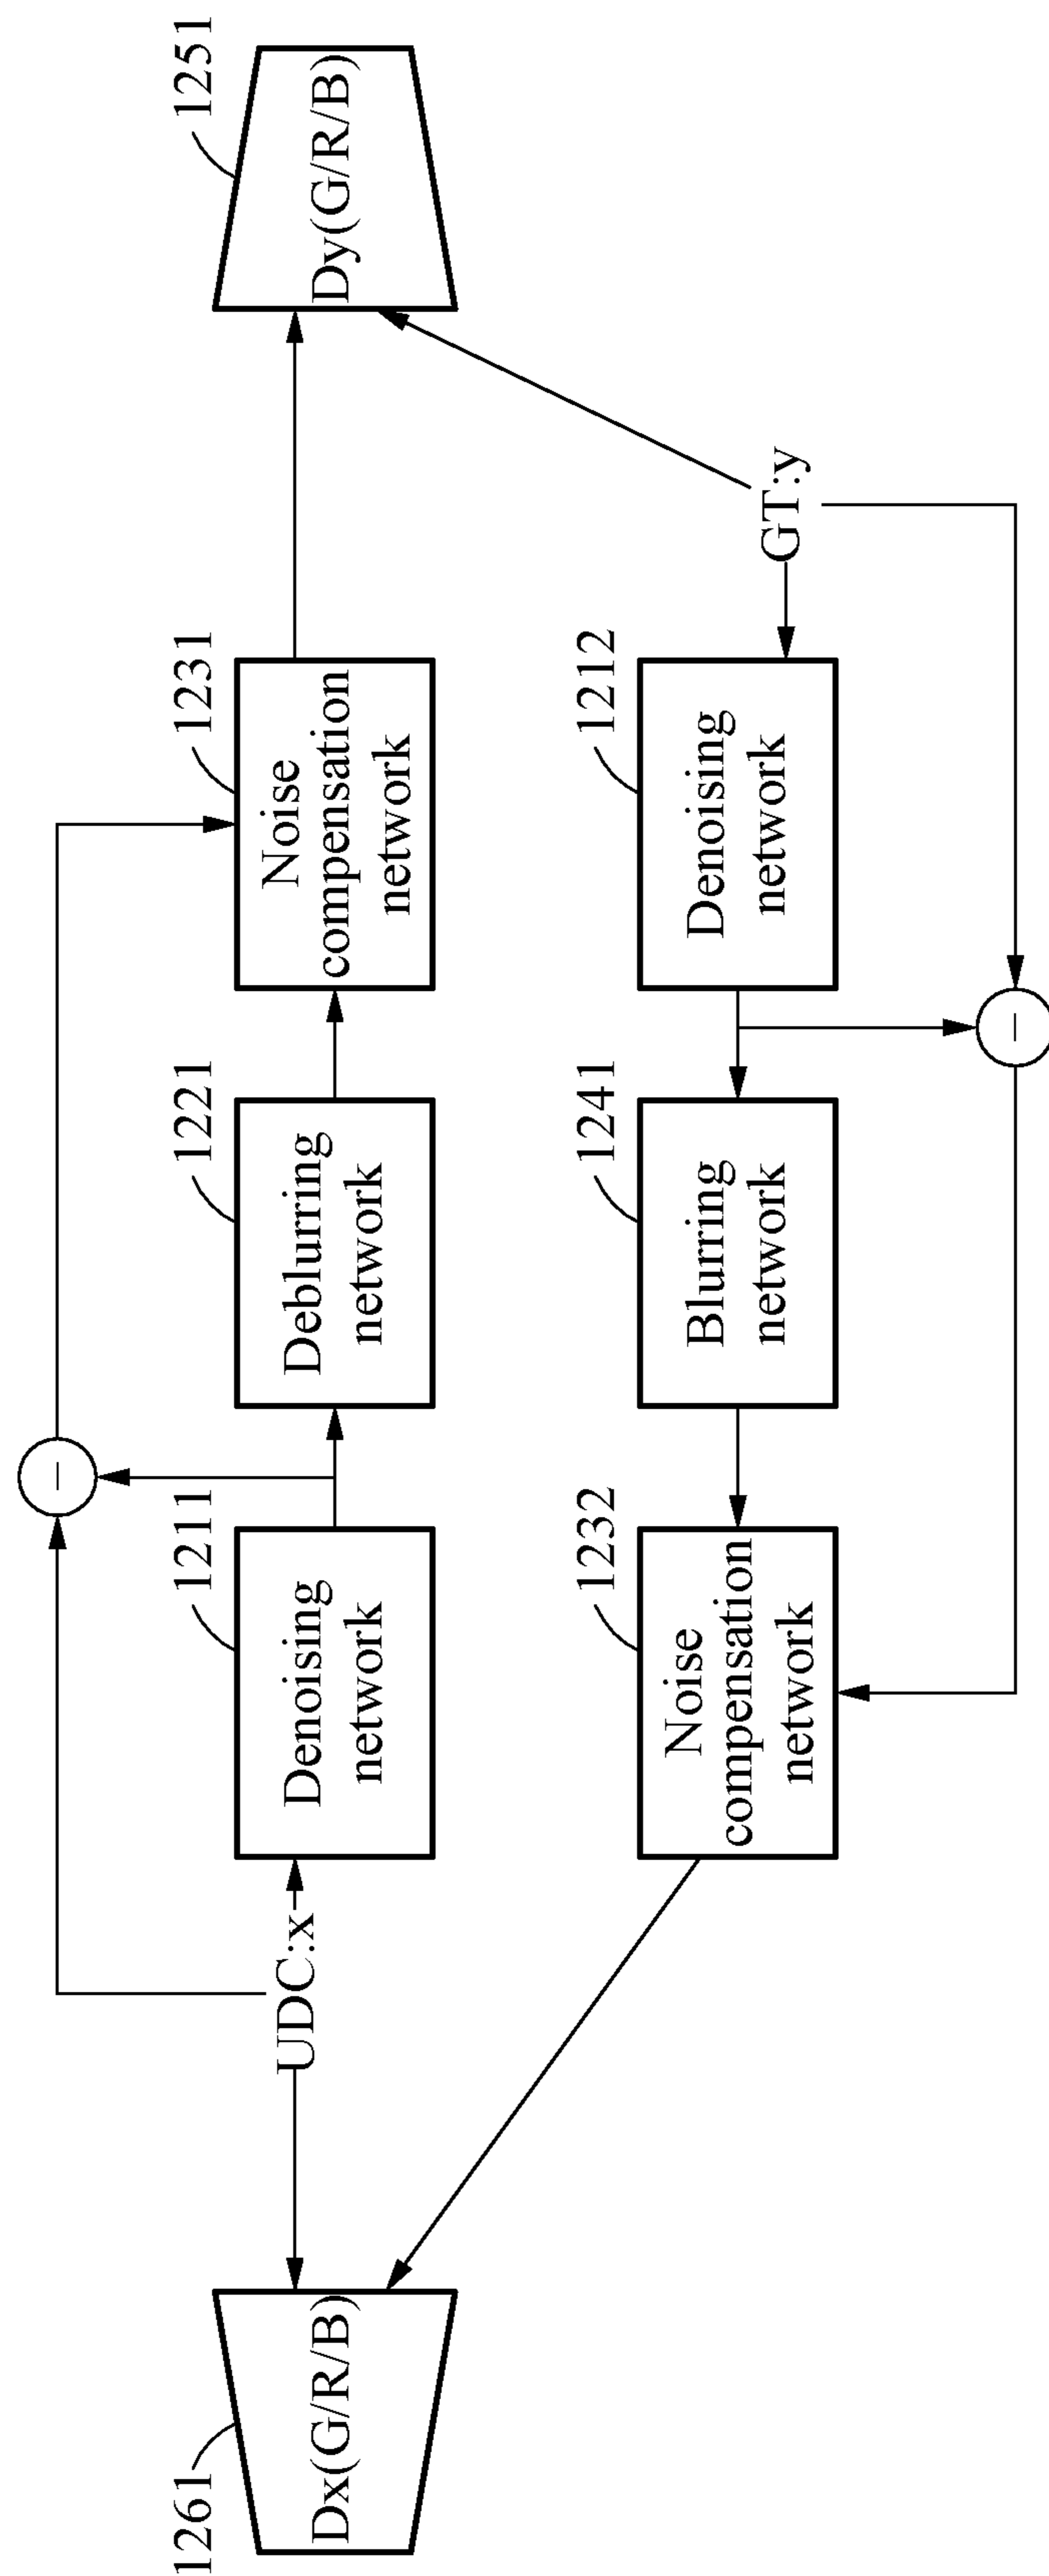 1261
Dx(G/R/B)
UDC:x
−
1211
Denoising
network
1221
Deblurring
network
1231
Noise
compensation
network
1251
Dy(G/R/B)
1232
Noise
compensation
network
1241
Blurring
network
1212
Denoising
network
GT:y
−